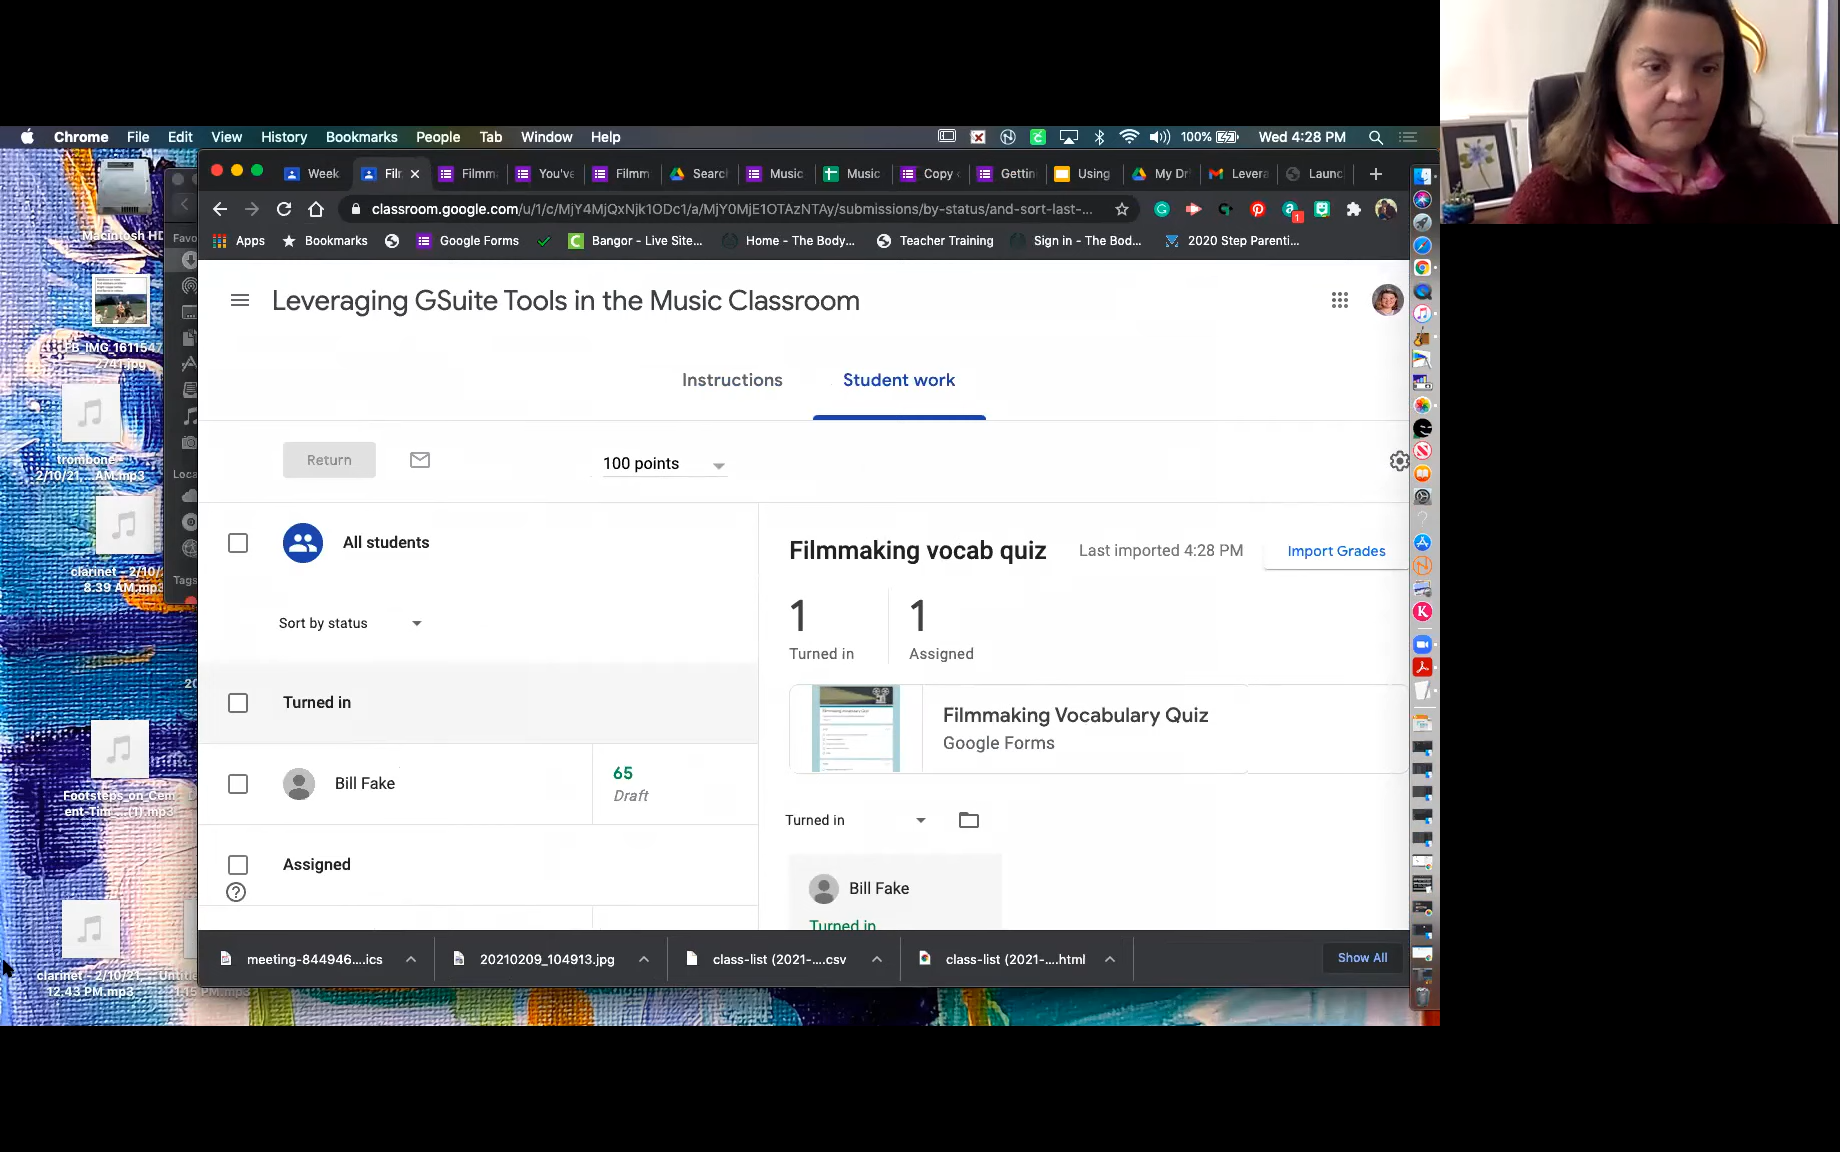 Chrome File Edit View History Bookmarks People Tab Window Help 100% Wed 4:28 PM
Week Filr Filmm You've Filmm Searc Music Music Copy Gettin Using My Dr Levera Launc
classroom.google.com/u/1/c/MjY4MjQxNjk1ODc1/a/MjY0MjE1OTAzNTAy/submissions/by-status/and-sort-last-...
Apps Bookmarks Google Forms Bangor - Live Site... Home - The Body... Teacher Training Sign in - The Bod... 2020 Step Parenti...
Macintosh HD
Favo
Leveraging GSuite Tools in the Music Classroom
Instructions Student work
Return 100 points
trombone -
2/10/21,... AM.mp3
Loca
All students
Filmmaking vocab quiz Last imported 4:28 PM Import Grades
clarinet - 2/10/
8.39 AM.mp3
Tags
Sort by status
1 1
Turned in Assigned
Turned in
Filmmaking Vocabulary Quiz
Google Forms
Bill Fake 65
Draft
Footsteps_on_Cem
ent-Tim-...(1).mp3
Turned in
Assigned
Bill Fake
Turned in
meeting-844946....ics 20210209_104913.jpg class-list (2021-....csv class-list (2021-....html Show All
clarinet - 2/10/21,...
12.43 PM.mp3